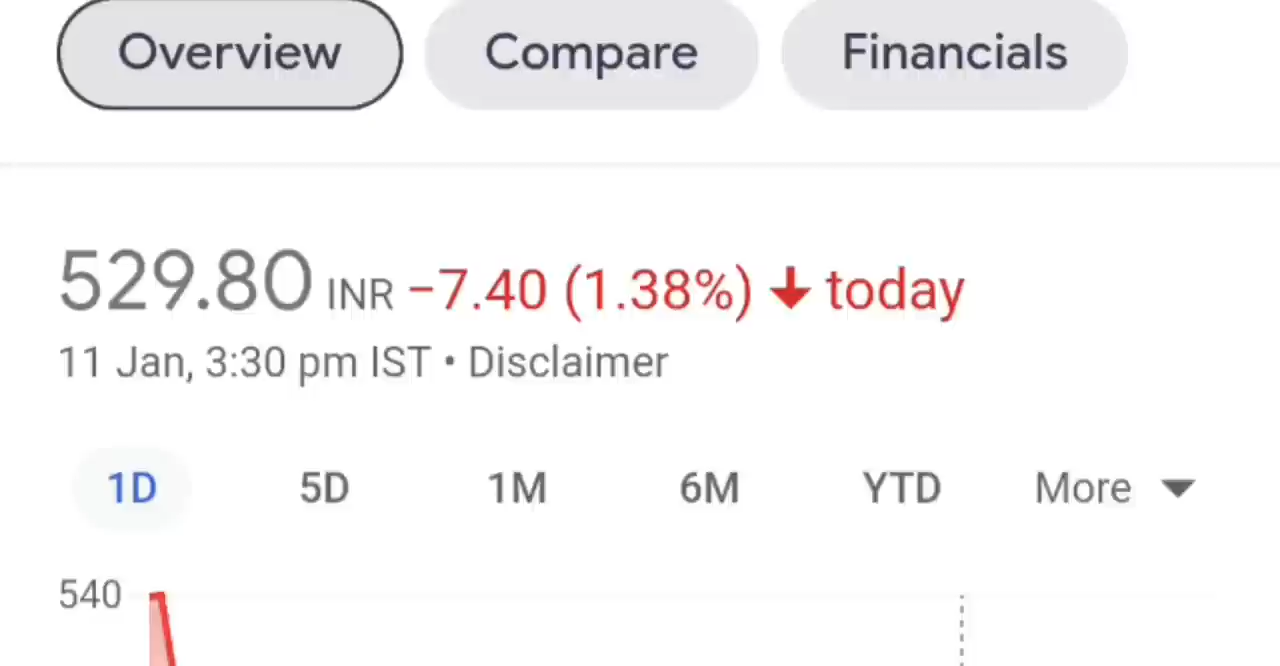 Overview Compare Financials
529.80 INR −7.40 (1.38%) ↓ today
11 Jan, 3:30 pm IST • Disclaimer
1D 5D 1M 6M YTD More
540